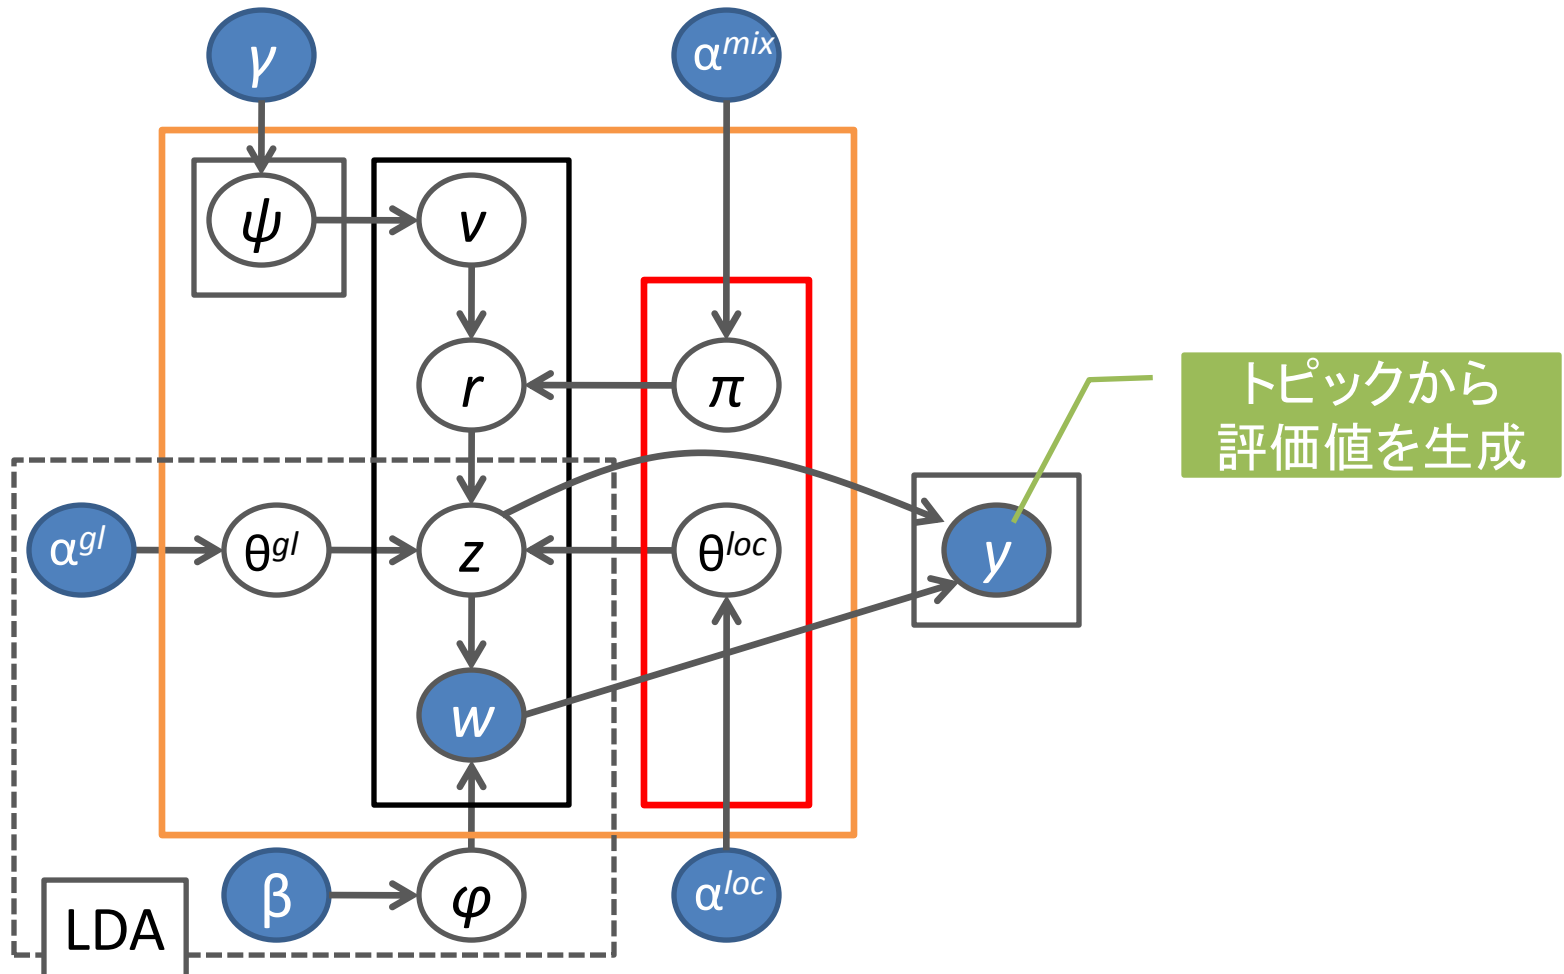 γ
α^mix
ψ
v
r
π
トピックから
評価値を生成
α^gl
θ^gl
z
θ^loc
y
w
β
φ
α^loc
LDA